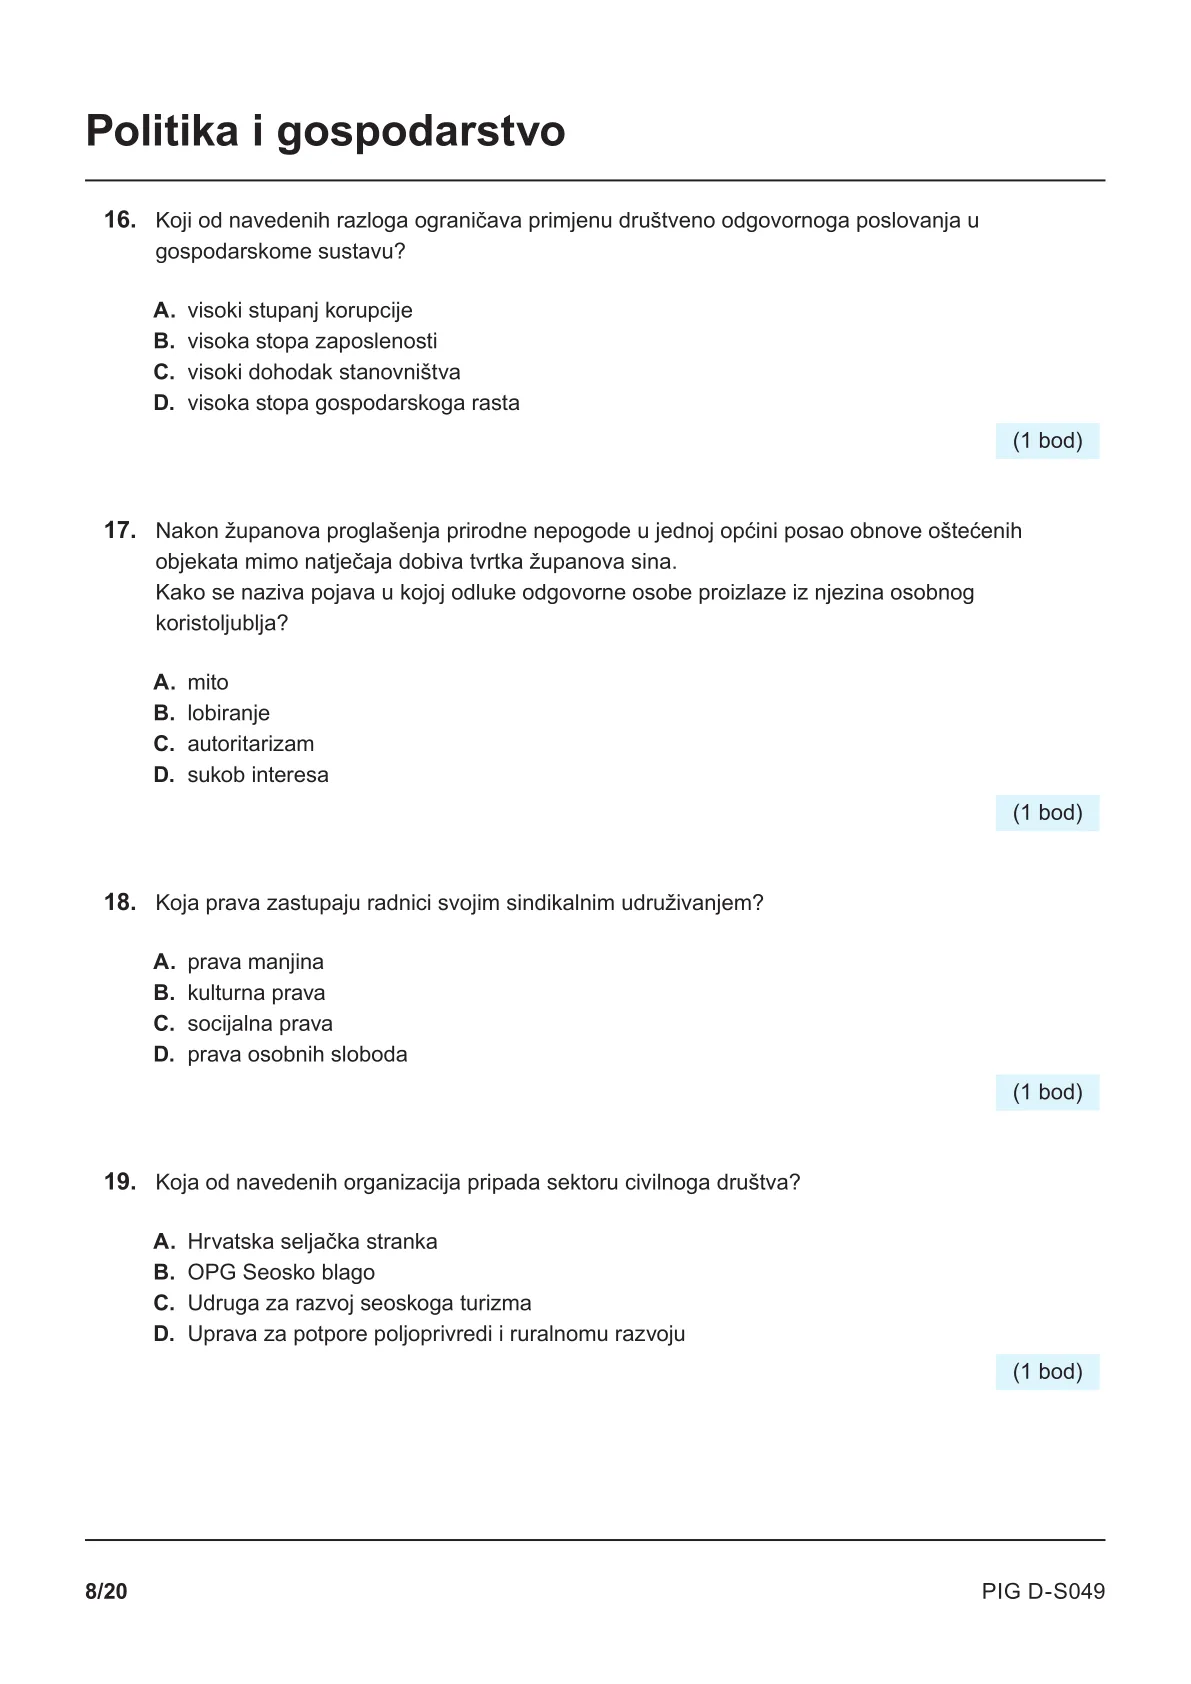 Politika i gospodarstvo
16. Koji od navedenih razloga ograničava primjenu društveno odgovornoga poslovanja u
gospodarskome sustavu?
A. visoki stupanj korupcije
B. visoka stopa zaposlenosti
C. visoki dohodak stanovništva
D. visoka stopa gospodarskoga rasta
(1 bod)
17. Nakon županova proglašenja prirodne nepogode u jednoj općini posao obnove oštećenih
objekata mimo natječaja dobiva tvrtka županova sina.
Kako se naziva pojava u kojoj odluke odgovorne osobe proizlaze iz njezina osobnog
koristoljublja?
A. mito
B. lobiranje
C. autoritarizam
D. sukob interesa
(1 bod)
18. Koja prava zastupaju radnici svojim sindikalnim udruživanjem?
A. prava manjina
B. kulturna prava
C. socijalna prava
D. prava osobnih sloboda
(1 bod)
19. Koja od navedenih organizacija pripada sektoru civilnoga društva?
A. Hrvatska seljačka stranka
B. OPG Seosko blago
C. Udruga za razvoj seoskoga turizma
D. Uprava za potpore poljoprivredi i ruralnomu razvoju
(1 bod)
8/20
PIG D-S049